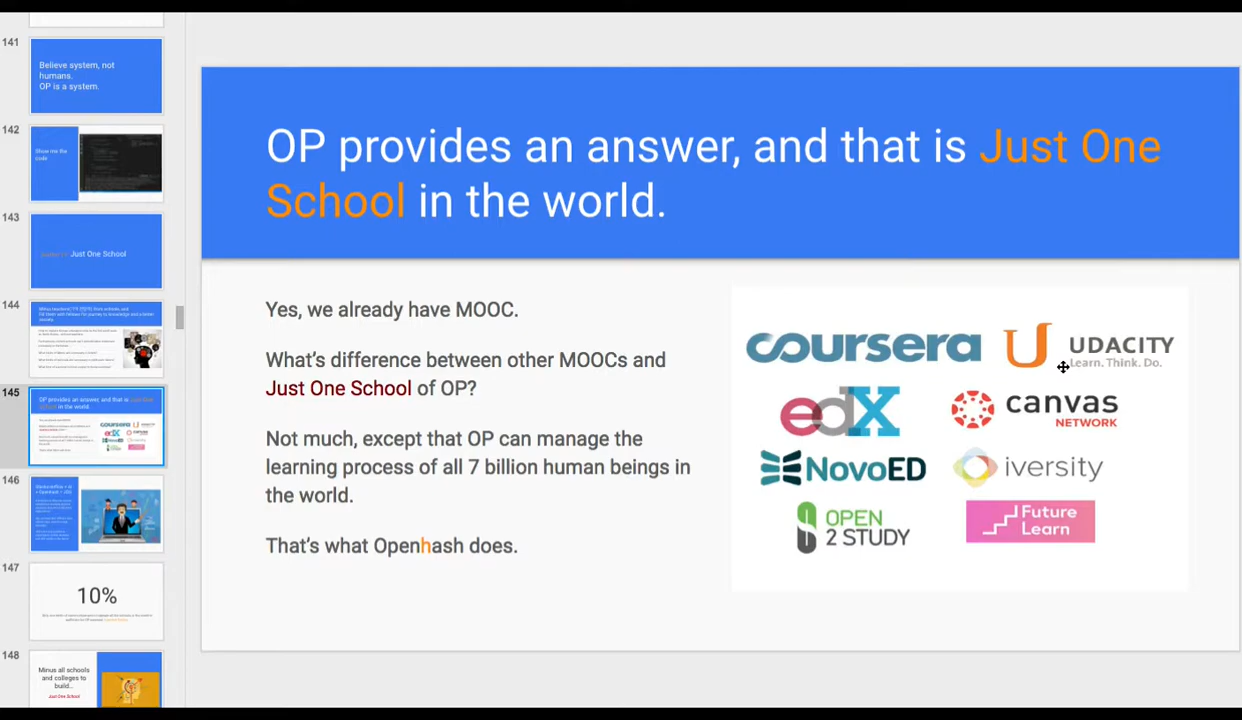 141
Believe system, not
humans.
OP is a system.
142
Show me the
code
143
Just One School
144
145
OP provides an answer, and that is Just One
School in the world.
146
147
10%
148
Minus all schools
and colleges to
build...
Just One School
OP provides an answer, and that is Just One
School in the world.
Yes, we already have MOOC.
What's difference between other MOOCs and
Just One School of OP?
Not much, except that OP can manage the
learning process of all 7 billion human beings in
the world.
That's what Openhash does.
coursera
UDACITY
Learn. Think. Do.
edX
canvas
NETWORK
NovoED
iversity
OPEN
2 STUDY
Future
Learn